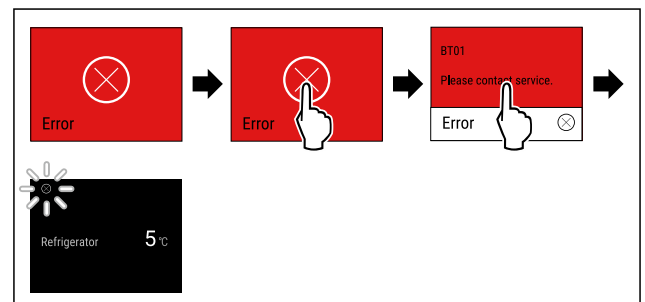 Error
Error
BT01
Please contact service.
Error
Refrigerator 5 °C